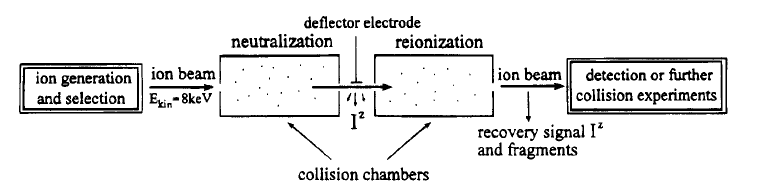 deflector electrode
neutralization
reionization
ion generation
and selection
ion beam
E_kin=8keV
I^z
ion beam
detection or further
collision experiments
recovery signal I^z
and fragments
collision chambers